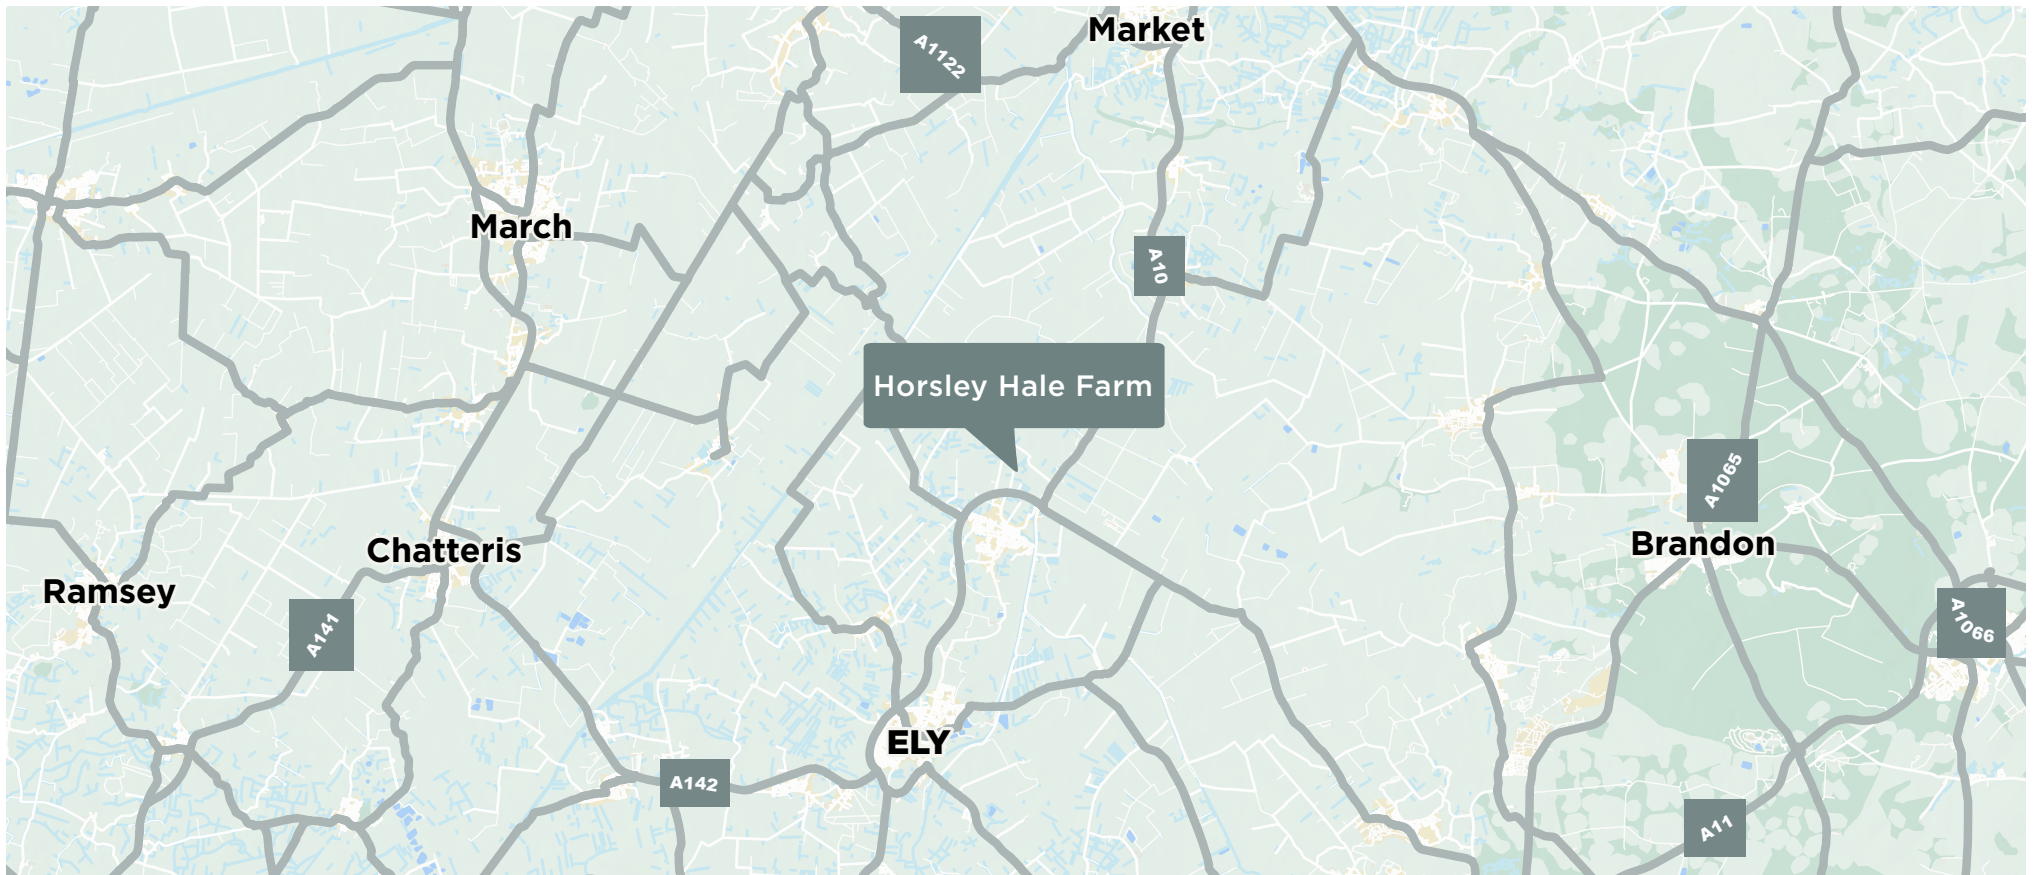 Market
A1122
March
A10
Horsley Hale Farm
A1065
Chatteris
Brandon
Ramsey
A141
A1066
ELY
A142
A11